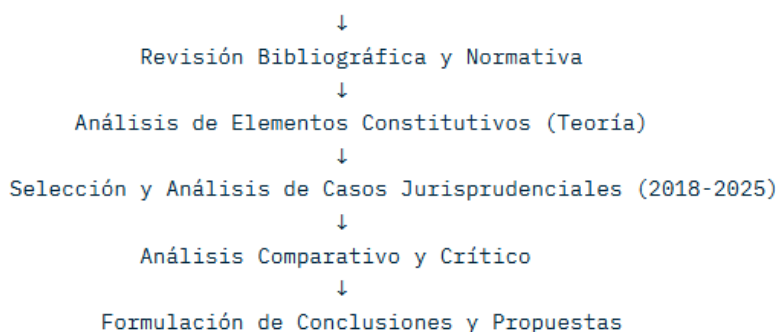 ↓
Revisión Bibliográfica y Normativa
↓
Análisis de Elementos Constitutivos (Teoría)
↓
Selección y Análisis de Casos Jurisprudenciales (2018-2025)
↓
Análisis Comparativo y Crítico
↓
Formulación de Conclusiones y Propuestas